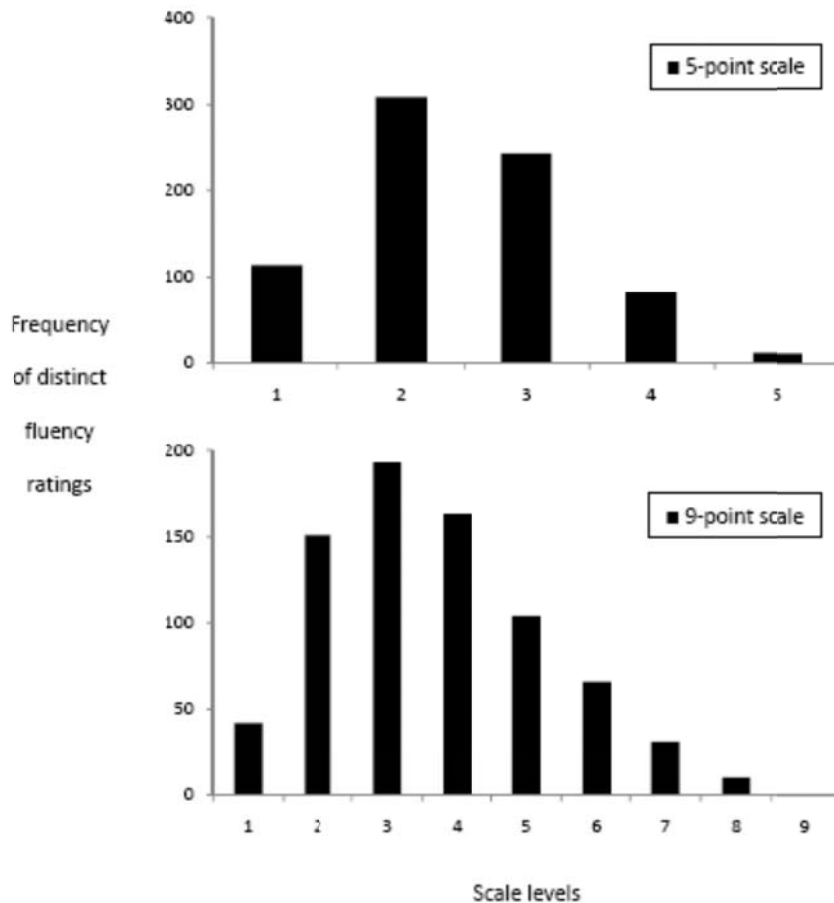 400
300
200
100
0
5-point scale
1 2 3 4 5
Frequency
of distinct
fluency
ratings
200
150
100
50
0
9-point scale
1 2 3 4 5 6 7 8 9
Scale levels